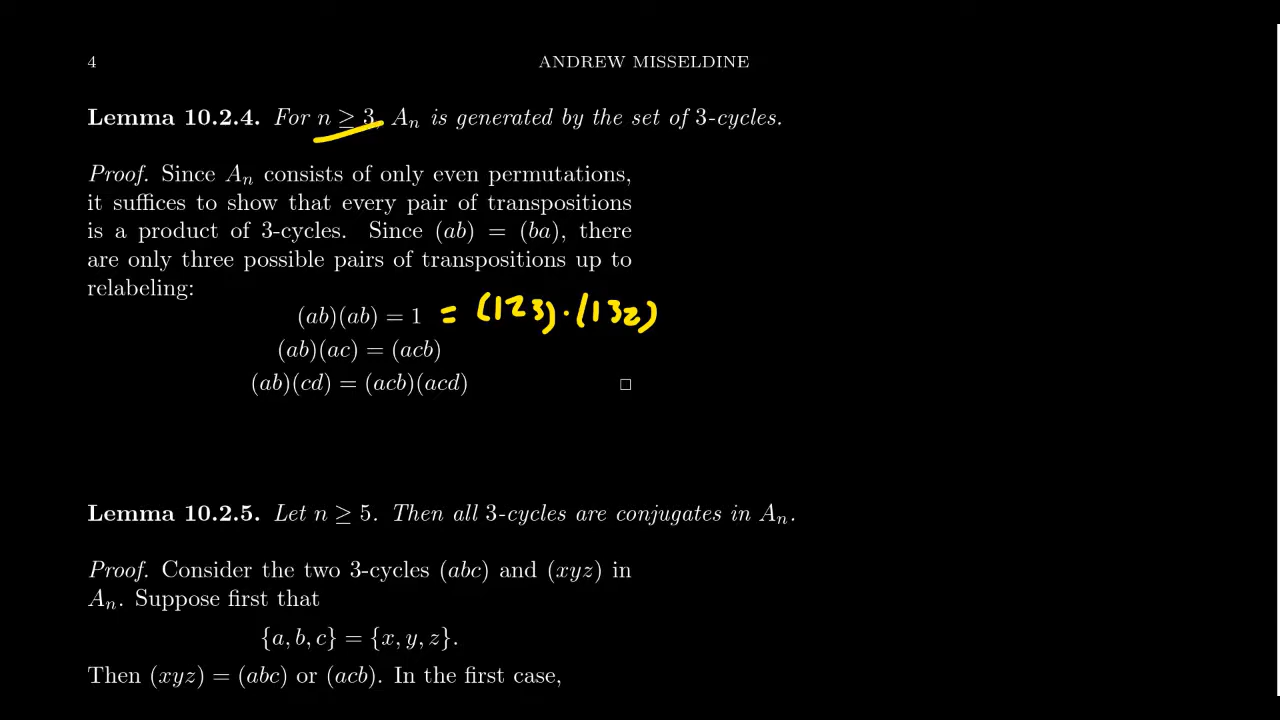 4 ANDREW MISSELDINE
Lemma 10.2.4. For n ≥ 3, Aₙ is generated by the set of 3-cycles.
Proof. Since Aₙ consists of only even permutations,
it suffices to show that every pair of transpositions
is a product of 3-cycles. Since (ab) = (ba), there
are only three possible pairs of transpositions up to
relabeling:
(ab)(ab) = 1 = (123)·(132)
(ab)(ac) = (acb)
(ab)(cd) = (acb)(acd) □
Lemma 10.2.5. Let n ≥ 5. Then all 3-cycles are conjugates in Aₙ.
Proof. Consider the two 3-cycles (abc) and (xyz) in
Aₙ. Suppose first that
{a, b, c} = {x, y, z}.
Then (xyz) = (abc) or (acb). In the first case,